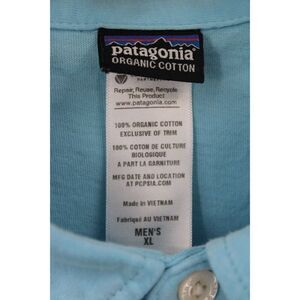 patagonia
ORGANIC COTTON
Repair, Reuse, Recycle
This Product
www.patagonia.com
100% ORGANIC COTTON
EXCLUSIVE OF TRIM
100% COTON DE CULTURE
BIOLOGIQUE
A PART LA GARNITURE
MFG DATE AND LOCATION
AT PCPSIA.COM
Made in VIETNAM
Fabriqué AU VIETNAM
MEN'S
XL